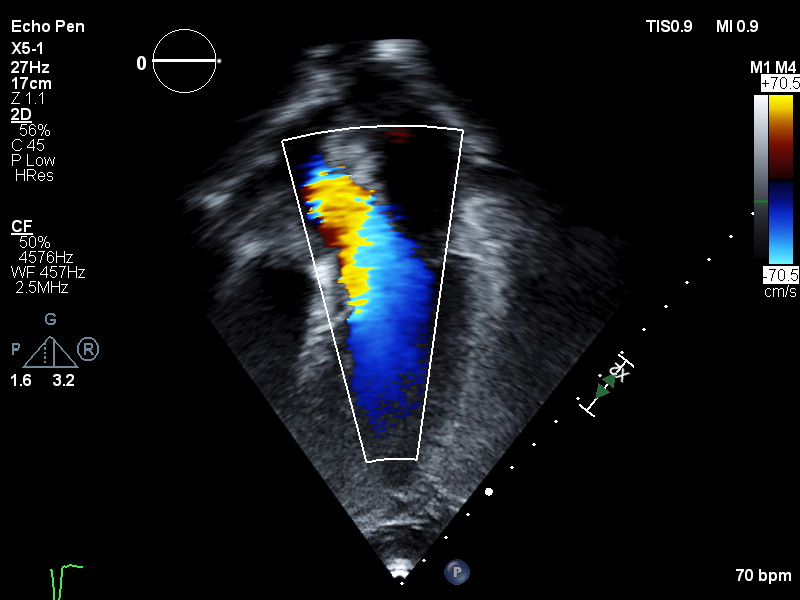 Echo Pen
X5-1
27Hz
17cm
Z 1.1
2D
56%
C 45
P Low
HRes
CF
50%
4576Hz
WF 457Hz
2.5MHz
G
P R
1.6 3.2
0
TIS0.9 MI 0.9
M1 M4
+70.5
-70.5
cm/s
XR
P
70 bpm